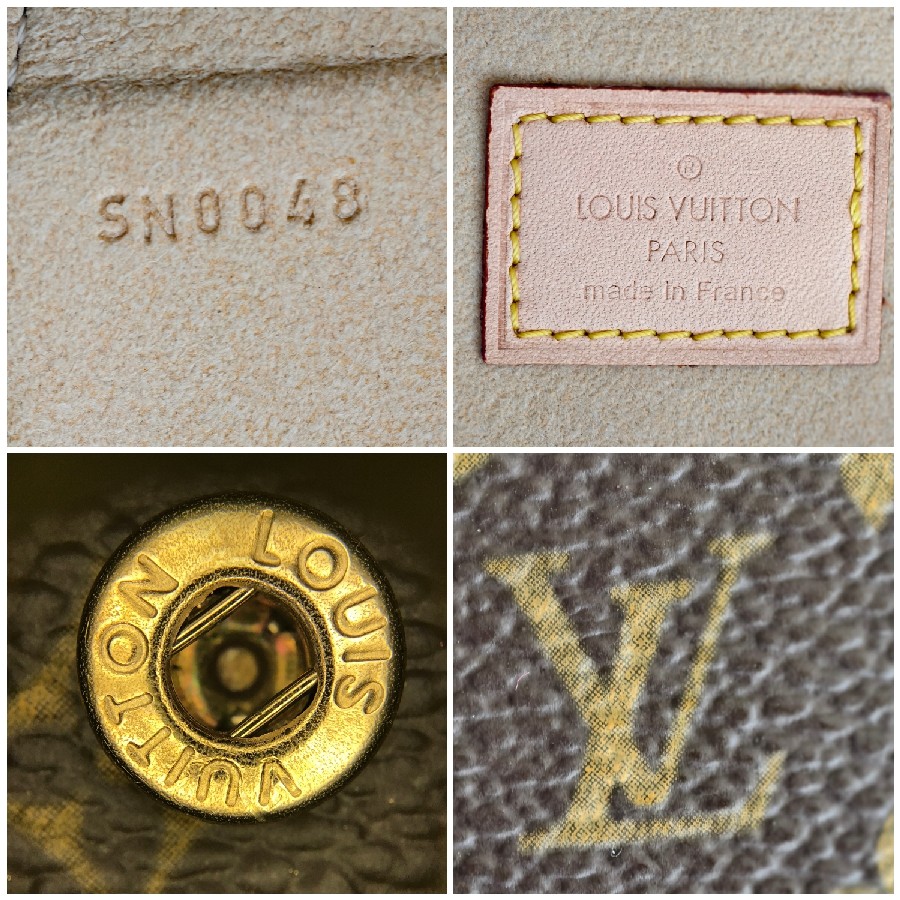 SN0048
®
LOUIS VUITTON
PARIS
made in France
LOUIS VUITTON
LV